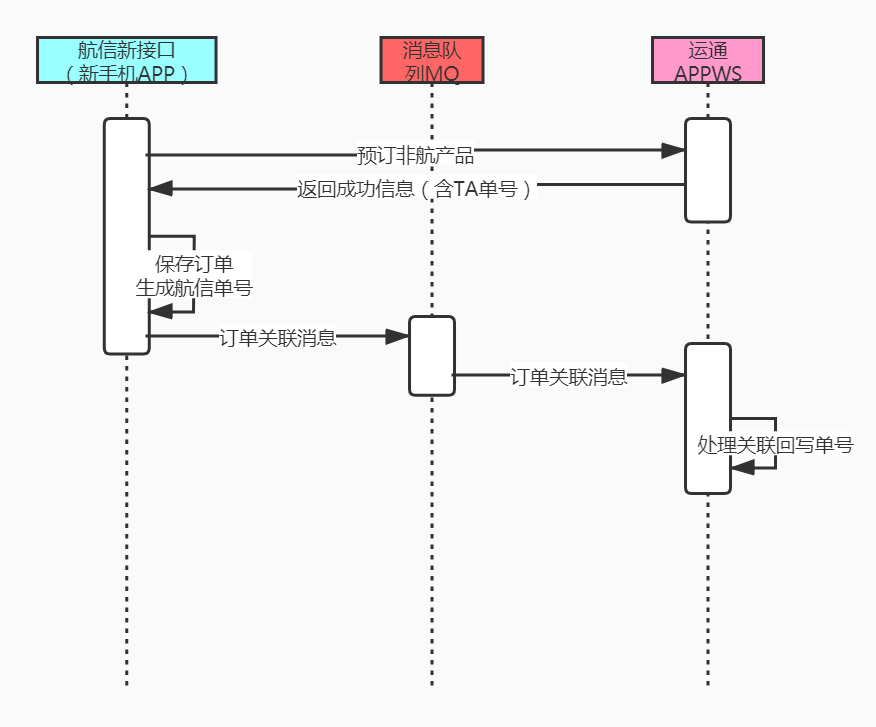 航信新接口
（新手机APP）
消息队
列MQ
运通
APPWS
预订非航产品
返回成功信息（含TA单号）
保存订单
生成航信单号
订单关联消息
订单关联消息
处理关联回写单号